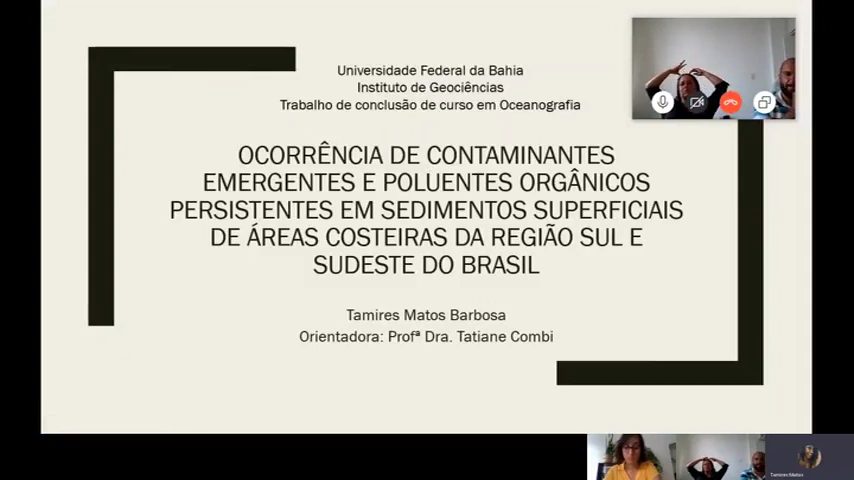 Universidade Federal da Bahia
Instituto de Geociências
Trabalho de conclusão de curso em Oceanografia
OCORRÊNCIA DE CONTAMINANTES
EMERGENTES E POLUENTES ORGÂNICOS
PERSISTENTES EM SEDIMENTOS SUPERFICIAIS
DE ÁREAS COSTEIRAS DA REGIÃO SUL E
SUDESTE DO BRASIL
Tamires Matos Barbosa
Orientadora: Profª Dra. Tatiane Combi
Tamires Matos